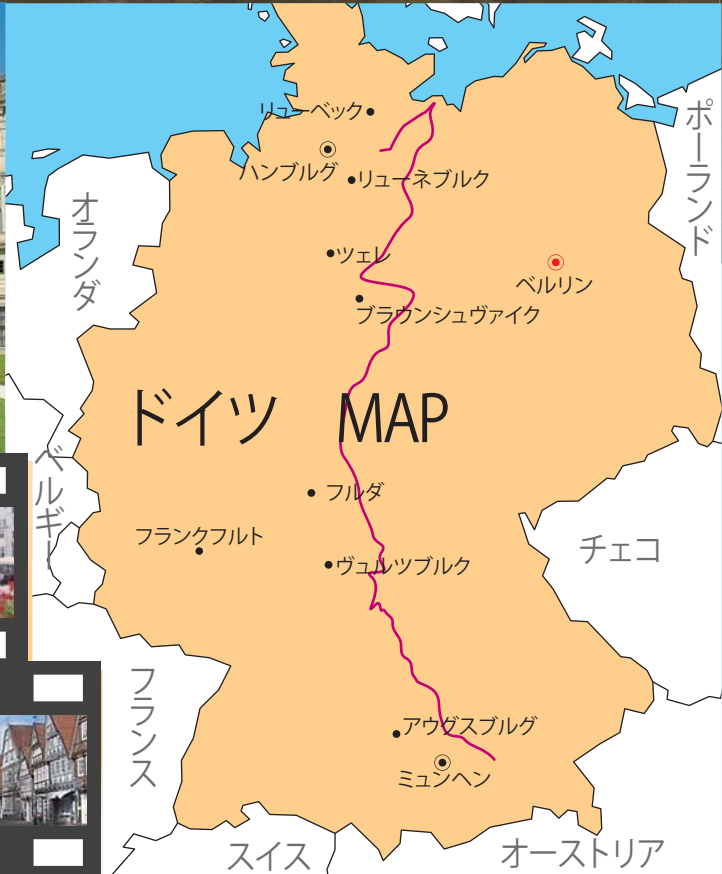 リューベック
ポーランド
ハンブルグ
リューネブルク
オランダ
ツェレ
ベルリン
ブラウンシュヴァイク
ドイツ　MAP
ベルギー
フルダ
フランクフルト
チェコ
ヴュルツブルク
フランス
アウグスブルグ
ミュンヘン
スイス
オーストリア